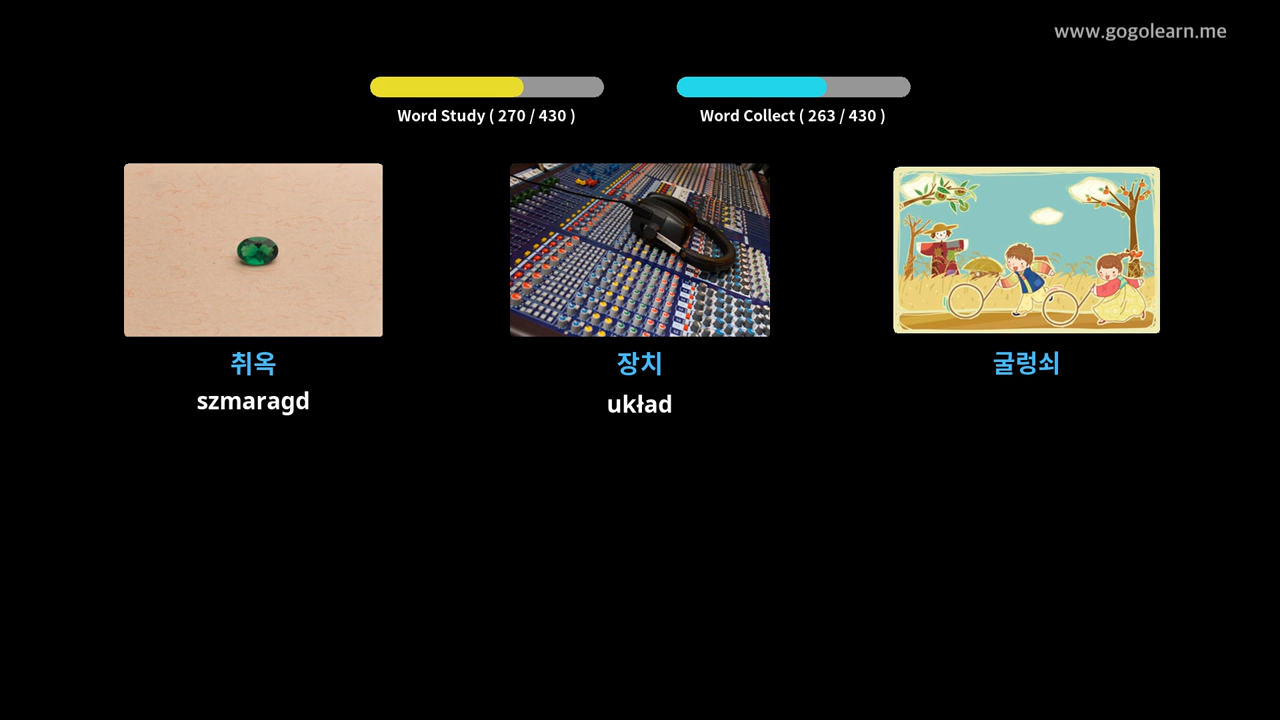 www.gogolearn.me
Word Study ( 270 / 430 )
Word Collect ( 263 / 430 )
취옥
szmaragd
장치
układ
굴렁쇠